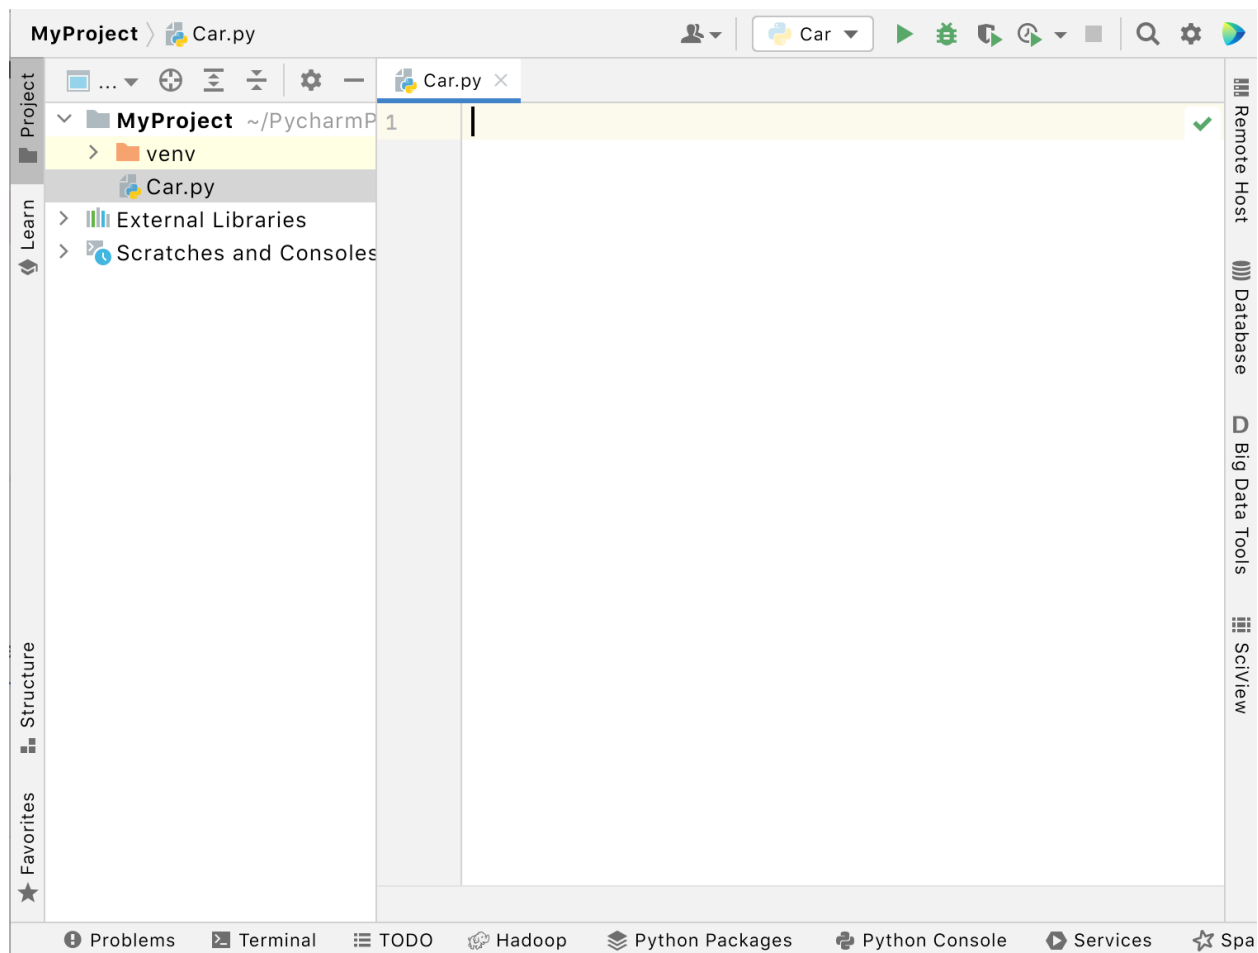 MyProject Car.py
Car
...
Car.py
Project
MyProject ~/PycharmP
1
venv
Car.py
External Libraries
Scratches and Consoles
Learn
Structure
Favorites
Remote Host
Database
D Big Data Tools
SciView
Problems
Terminal
TODO
Hadoop
Python Packages
Python Console
Services
Spa